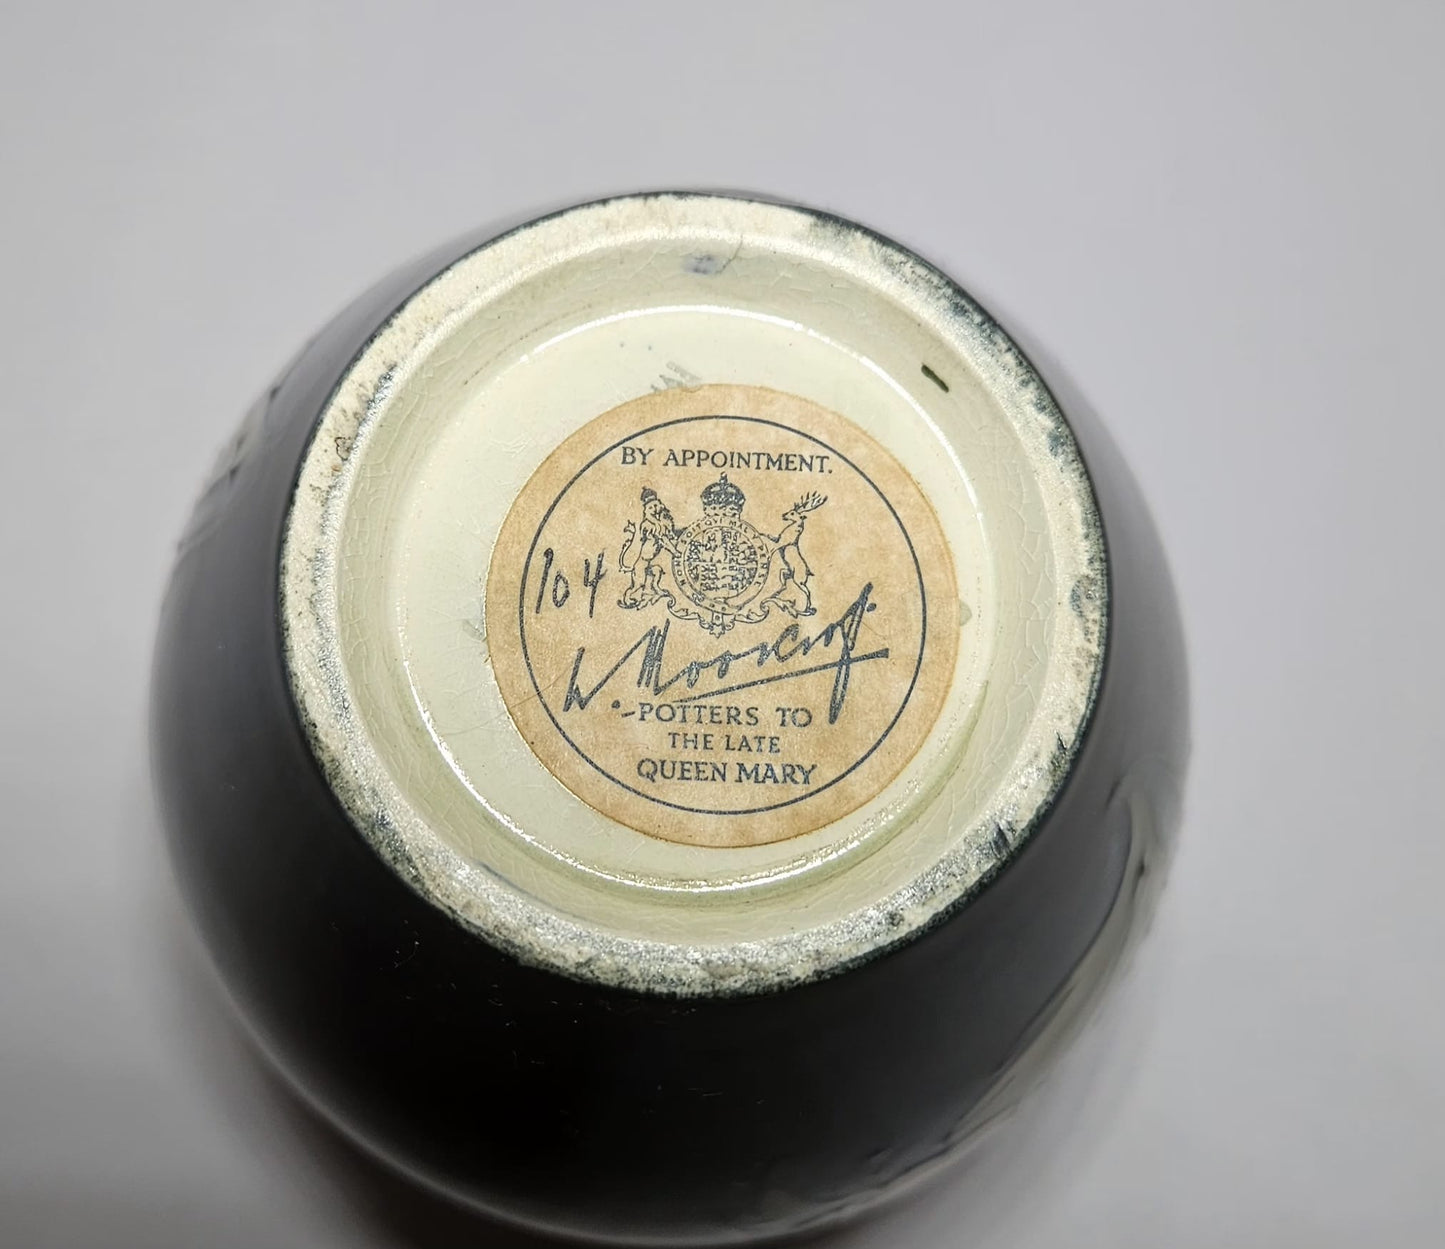 BY APPOINTMENT.
104
W. Moorcroft.
-POTTERS TO
THE LATE
QUEEN MARY